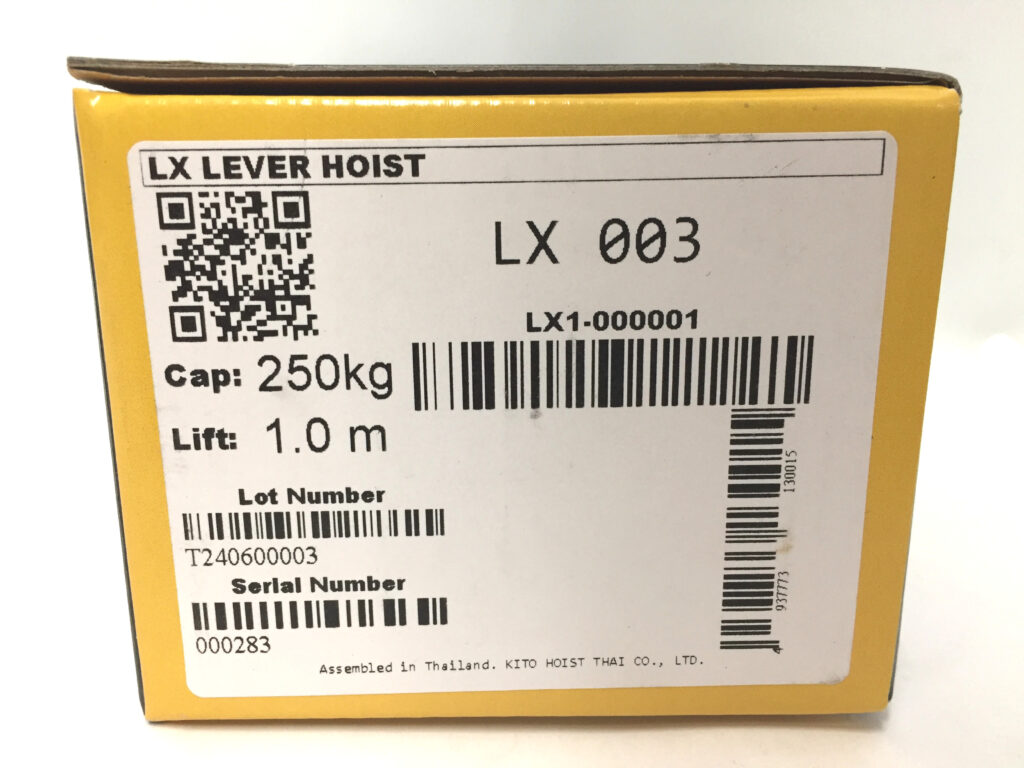 LX LEVER HOIST
LX 003
LX1-000001
Cap: 250kg
Lift: 1.0 m
Lot Number
T240600003
Serial Number
000283
Assembled in Thailand. KITO HOIST THAI CO., LTD.
4 937773 130015